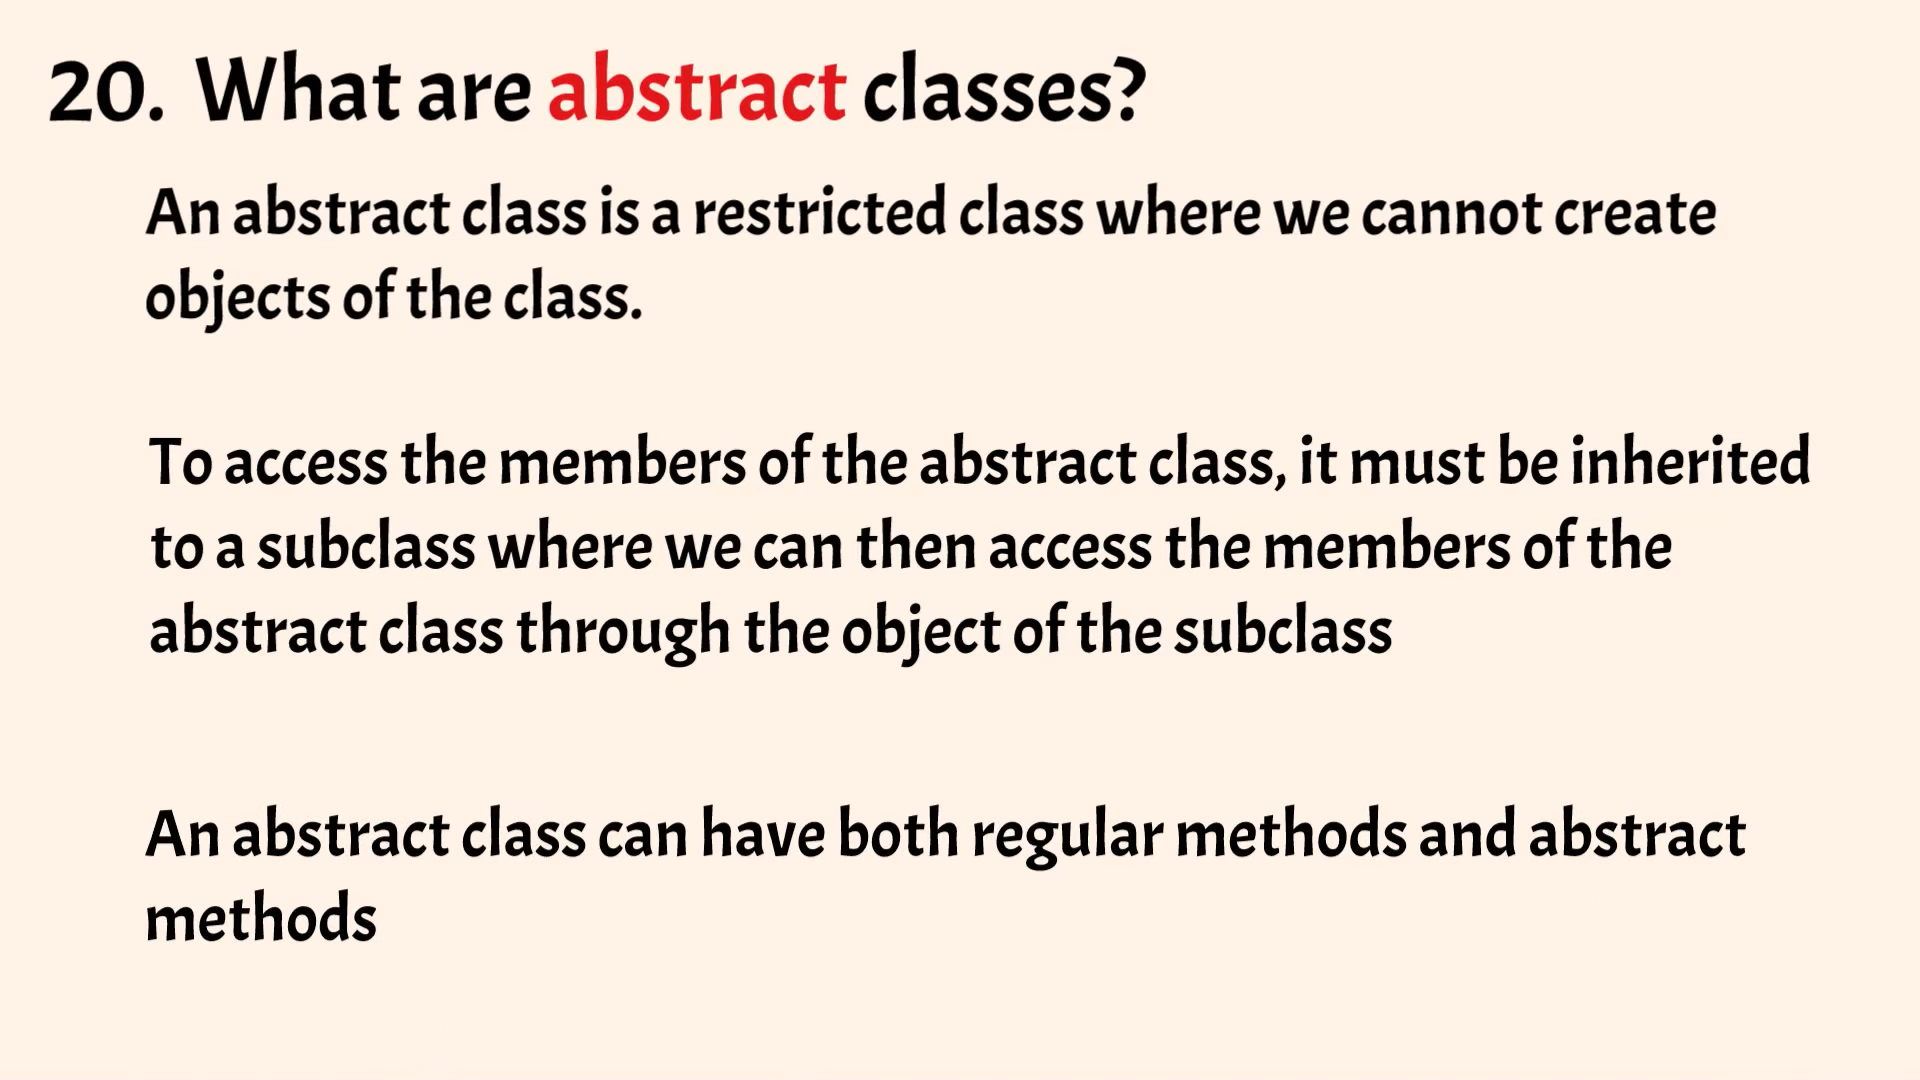 20. What are abstract classes?
An abstract class is a restricted class where we cannot create
objects of the class.
To access the members of the abstract class, it must be inherited
to a subclass where we can then access the members of the
abstract class through the object of the subclass
An abstract class can have both regular methods and abstract
methods